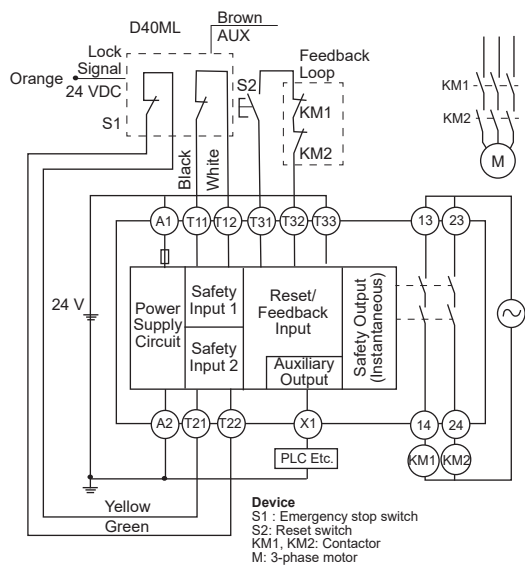 D40ML
Brown
AUX
Lock
Signal
Orange
24 VDC
S1
S2
Feedback
Loop
KM1
KM2
Black
White
KM1
KM2
M
A1
T11
T12
T31
T32
T33
13
23
24 V
Power
Supply
Circuit
Safety
Input 1
Safety
Input 2
Reset/
Feedback
Input
Auxiliary
Output
Safety Output
(Instantaneous)
A2
T21
T22
X1
14
24
PLC Etc.
KM1
KM2
Yellow
Green
Device
S1 : Emergency stop switch
S2: Reset switch
KM1, KM2: Contactor
M: 3-phase motor